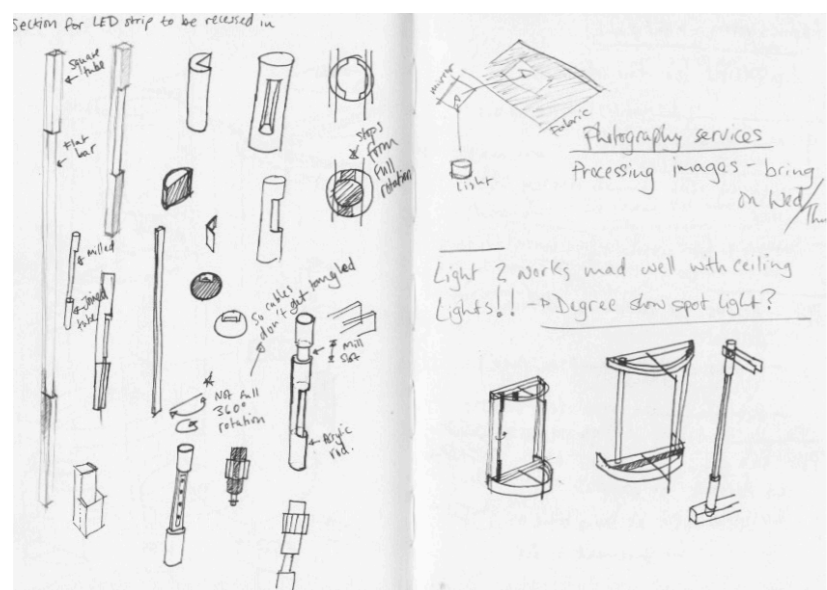 Section for LED strip to be recessed in
Square
tube
Flat
bar
Milled
Joined
tube
stops
from
full
rotation
So cables
don't get tangled
Mill
slot
Not full
360°
rotation
Acrylic
rod.
mirror
Fabric
Light
Photography services
Processing images - bring
on Wed/
Thu
Light 2 works mad well with ceiling
Lights!! -> Degree show spot light?